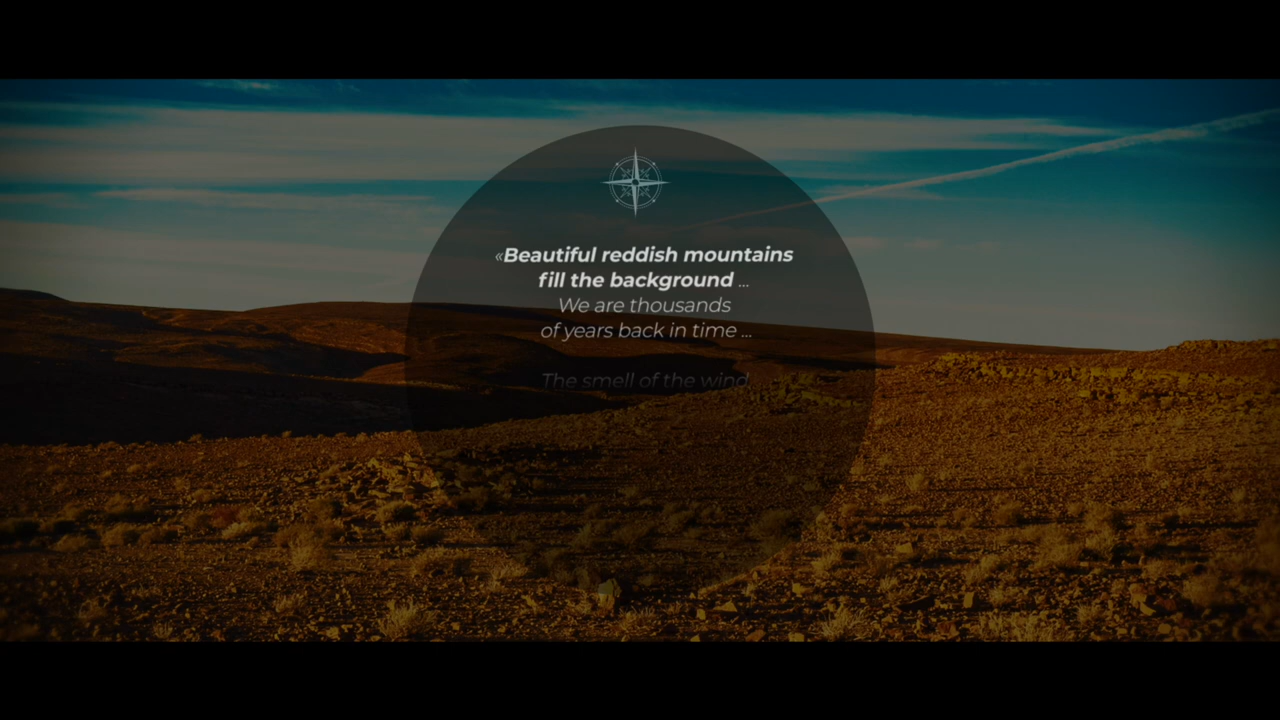 «Beautiful reddish mountains
fill the background ...
We are thousands
of years back in time ...
The smell of the wind